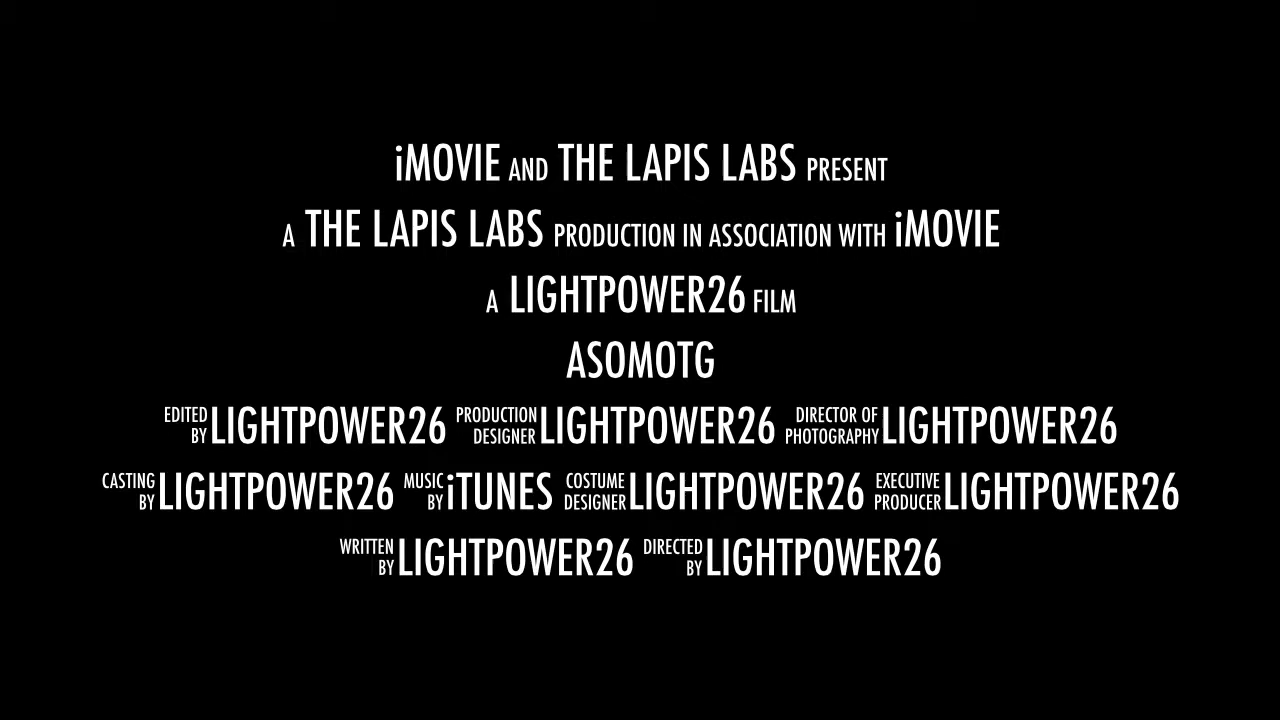 iMOVIE AND THE LAPIS LABS PRESENT
A THE LAPIS LABS PRODUCTION IN ASSOCIATION WITH iMOVIE
A LIGHTPOWER26 FILM
ASOMOTG
EDITED BY LIGHTPOWER26 PRODUCTION DESIGNER LIGHTPOWER26 DIRECTOR OF PHOTOGRAPHY LIGHTPOWER26
CASTING BY LIGHTPOWER26 MUSIC BY iTUNES COSTUME DESIGNER LIGHTPOWER26 EXECUTIVE PRODUCER LIGHTPOWER26
WRITTEN BY LIGHTPOWER26 DIRECTED BY LIGHTPOWER26